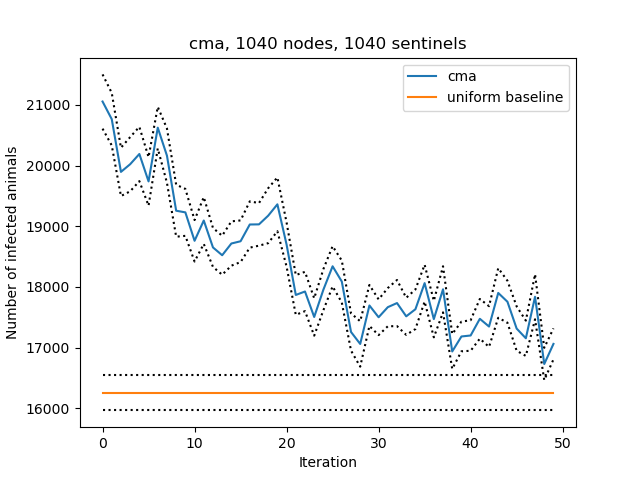 cma, 1040 nodes, 1040 sentinels
cma
uniform baseline
Number of infected animals
21000
20000
19000
18000
17000
16000
0 10 20 30 40 50
Iteration